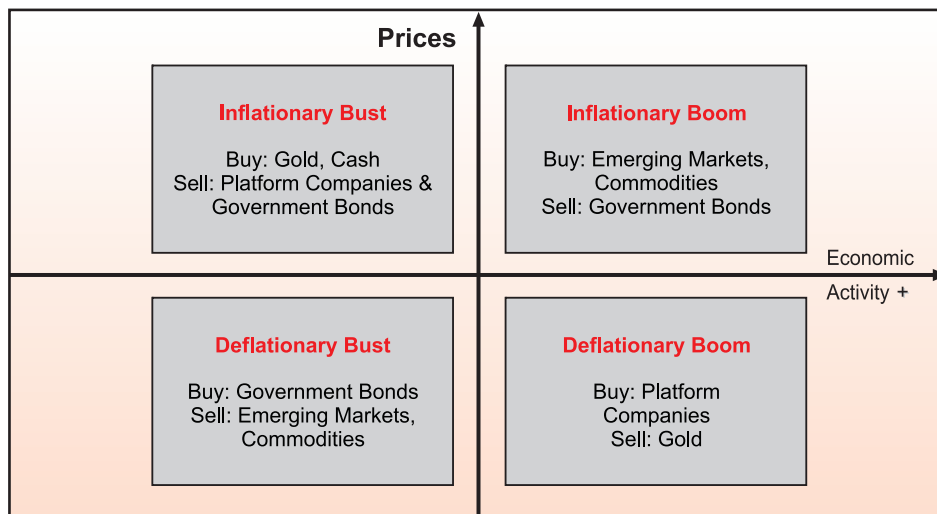 Prices
Inflationary Bust
Buy: Gold, Cash
Sell: Platform Companies &
Government Bonds
Inflationary Boom
Buy: Emerging Markets,
Commodities
Sell: Government Bonds
Economic
Activity +
Deflationary Bust
Buy: Government Bonds
Sell: Emerging Markets,
Commodities
Deflationary Boom
Buy: Platform
Companies
Sell: Gold